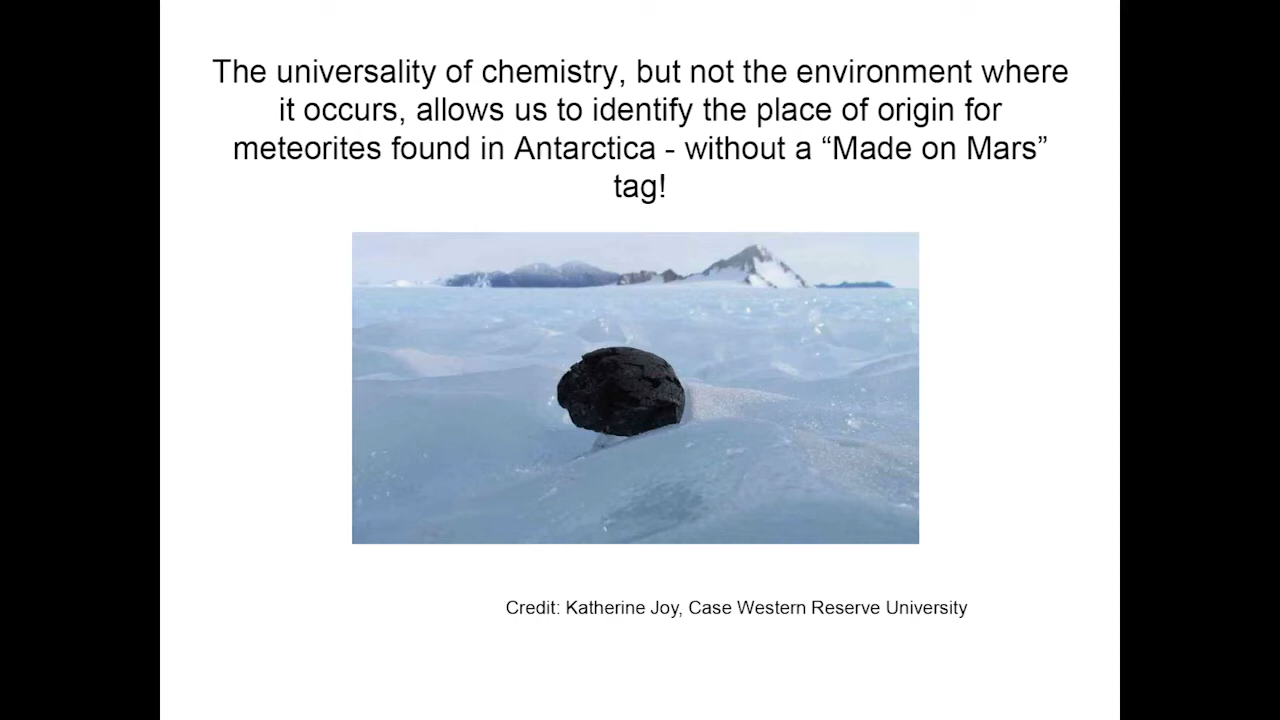 The universality of chemistry, but not the environment where
it occurs, allows us to identify the place of origin for
meteorites found in Antarctica - without a “Made on Mars”
tag!
Credit: Katherine Joy, Case Western Reserve University